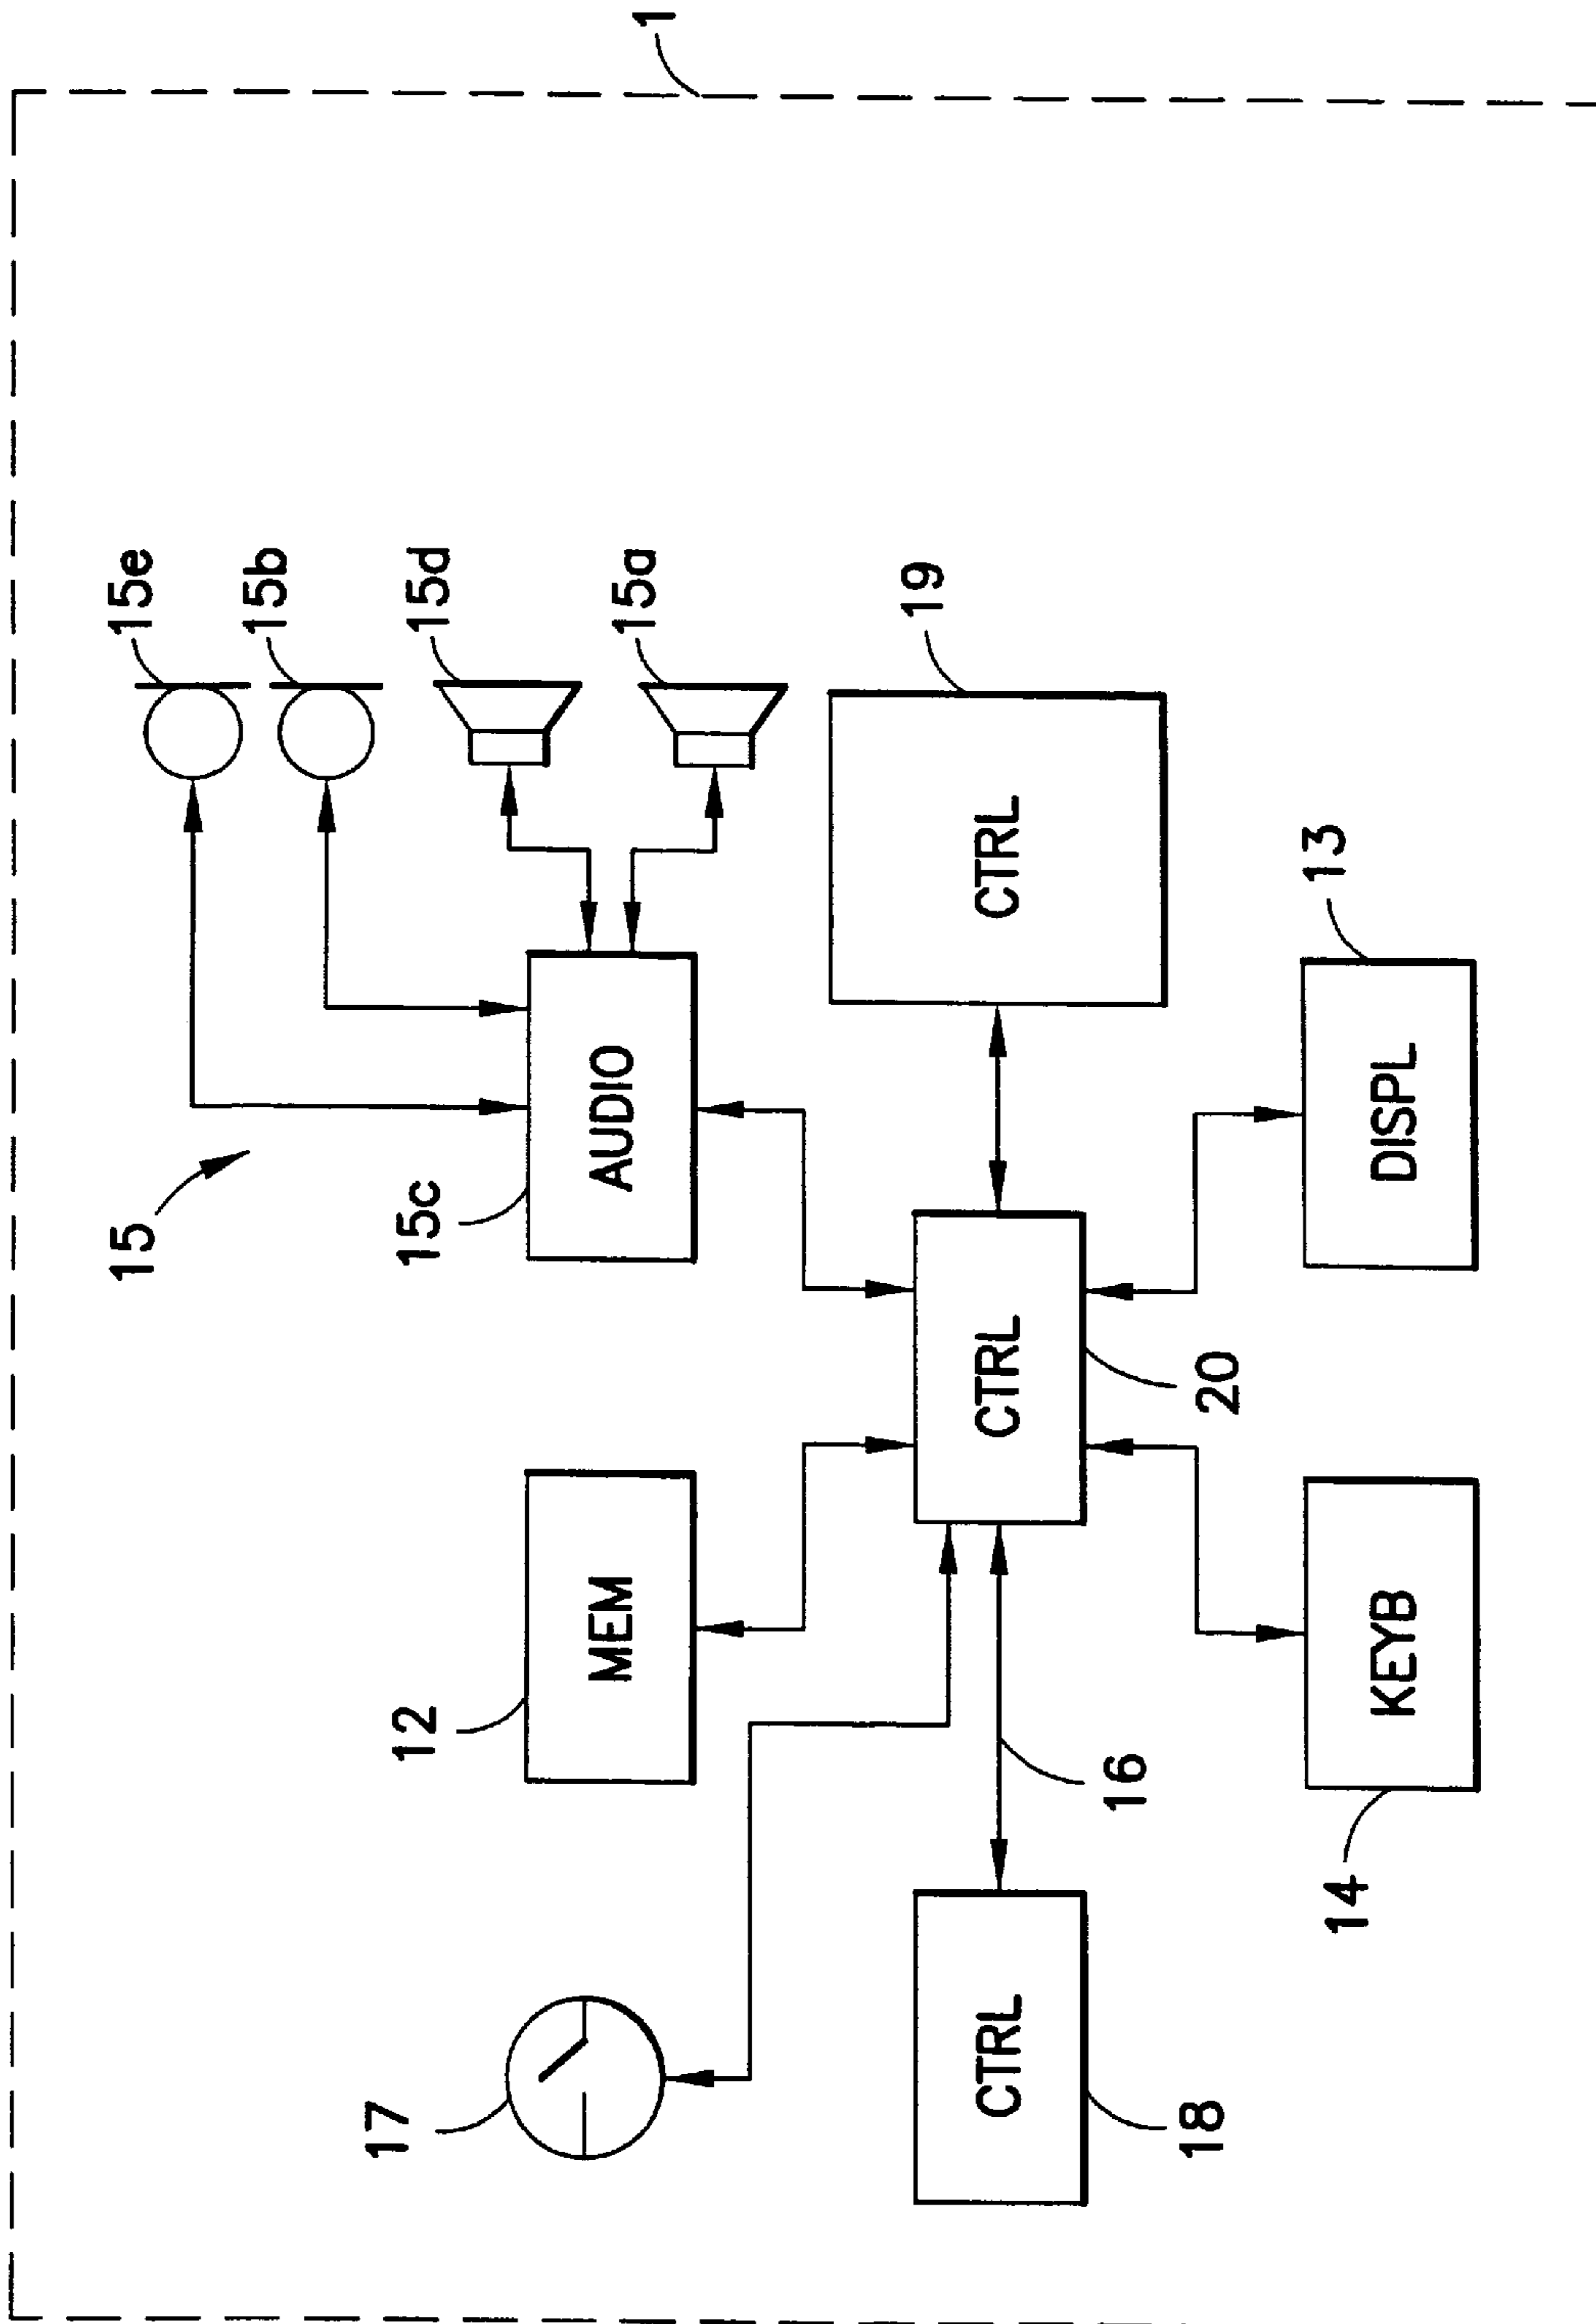 15
15e
15b
17
12
15c
15d
MEM
AUDIO
15a
1
19
CTRL
CTRL
CTRL
16
18
20
13
14
KEYB
DISPL